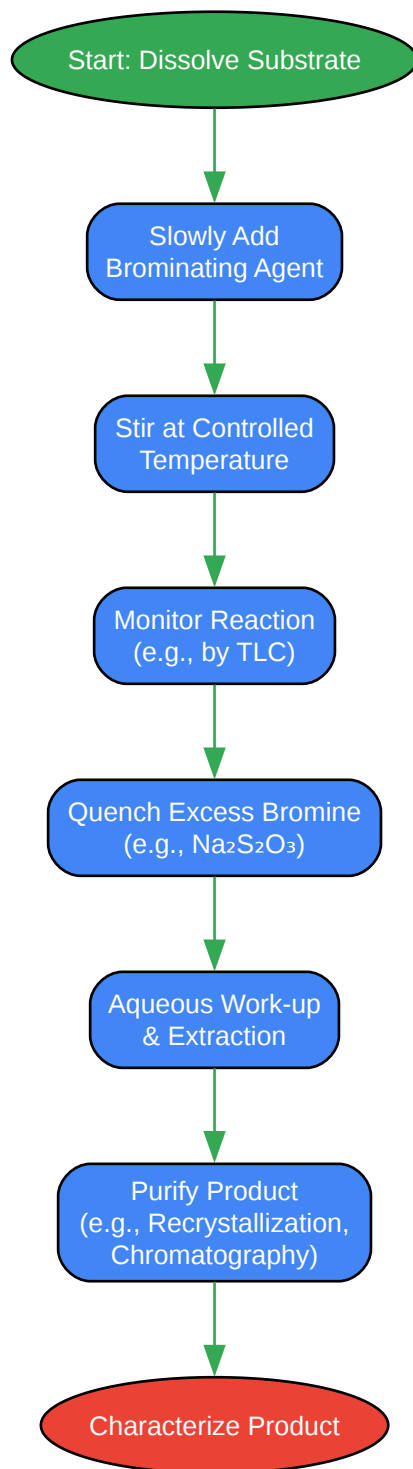 Start: Dissolve Substrate
Slowly Add
Brominating Agent
Stir at Controlled
Temperature
Monitor Reaction
(e.g., by TLC)
Quench Excess Bromine
(e.g., Na₂S₂O₃)
Aqueous Work-up
& Extraction
Purify Product
(e.g., Recrystallization,
Chromatography)
Characterize Product